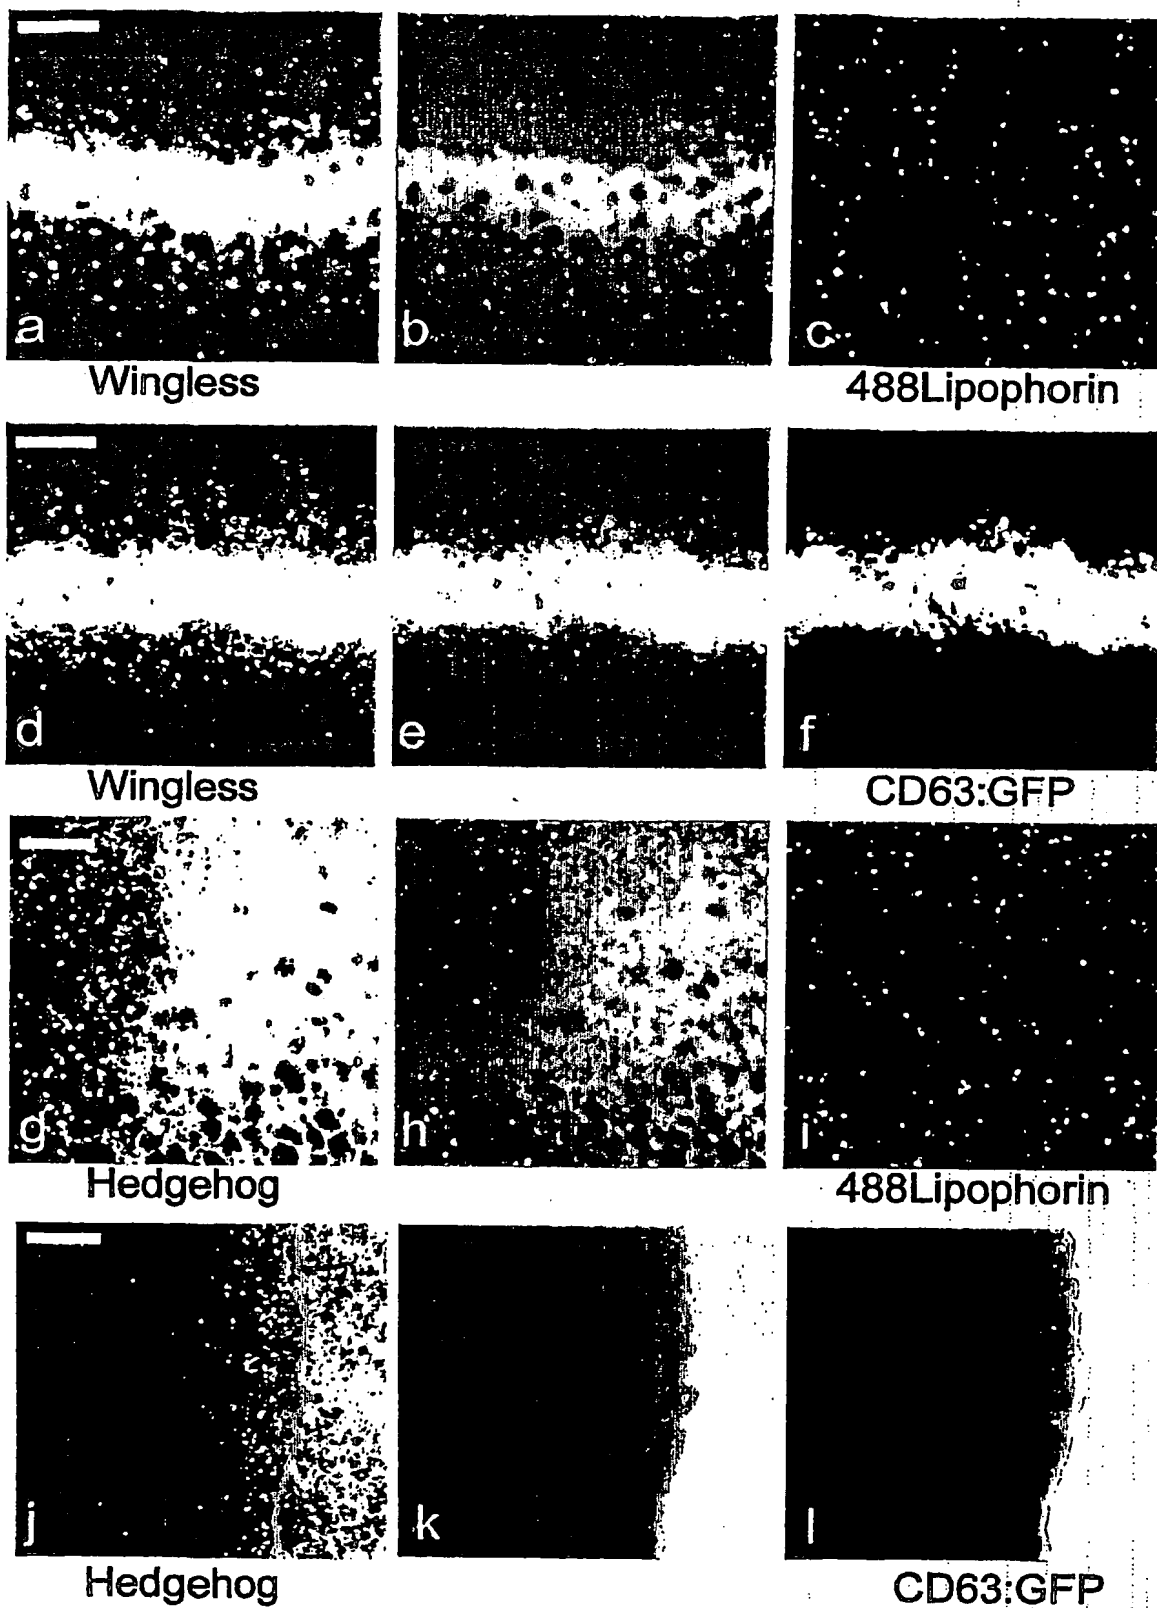 a b c
Wingless 488Lipophorin
d e f
Wingless CD63:GFP
g h i
Hedgehog 488Lipophorin
j k l
Hedgehog CD63:GFP